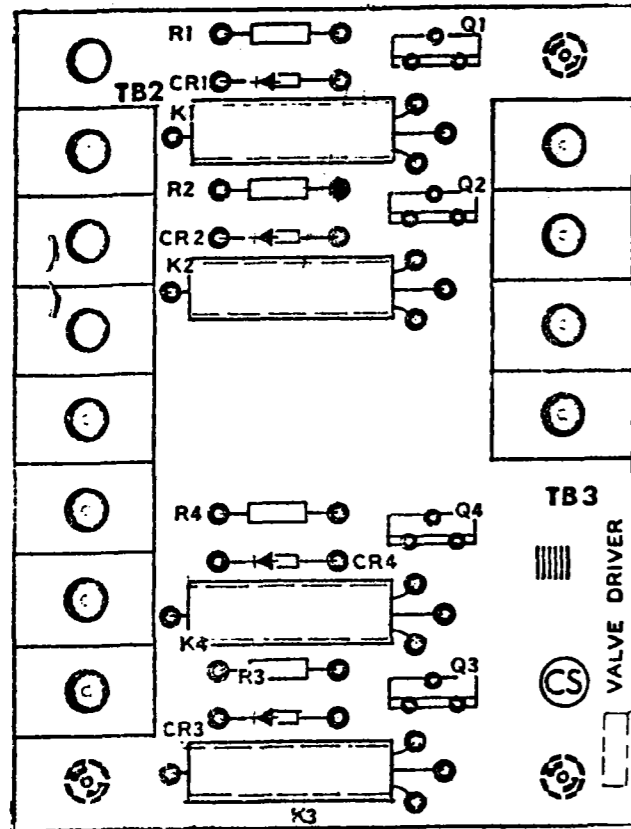 R1
Q1
CR1
TB2
K1
R2
Q2
CR2
K2
TB3
R4
Q4
CR4
K4
R3
Q3
CR3
K3
CS
VALVE DRIVER